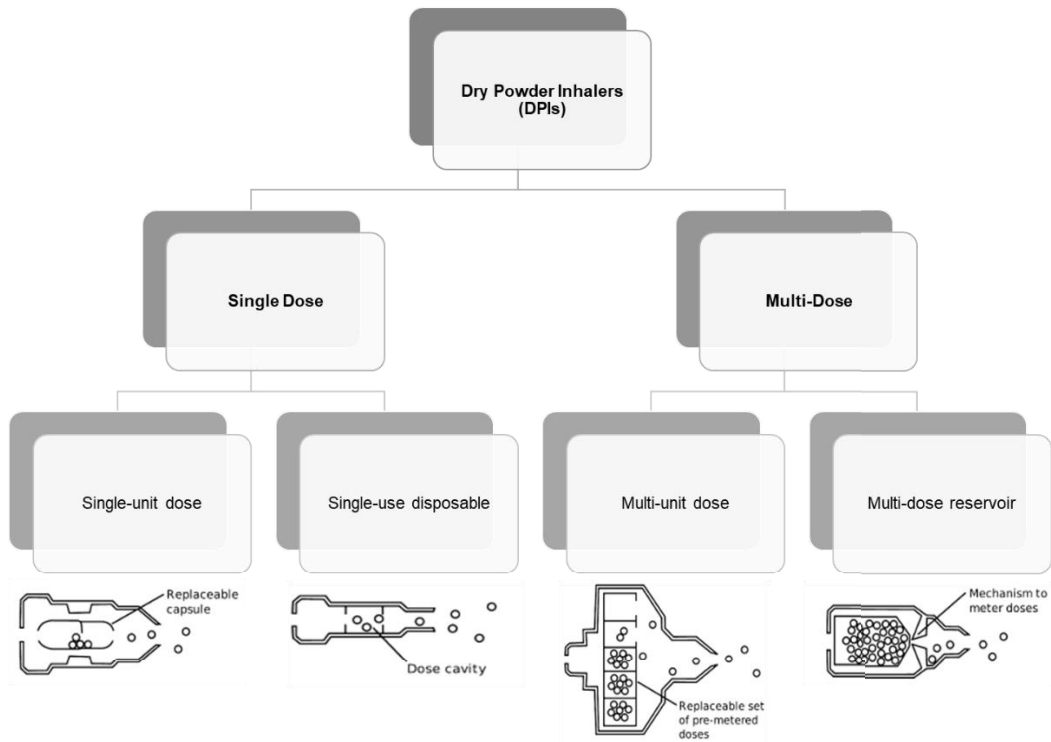 Dry Powder Inhalers
(DPIs)
Single Dose
Multi-Dose
Single-unit dose
Single-use disposable
Multi-unit dose
Multi-dose reservoir
Replaceable
capsule
Dose cavity
Replaceable set
of pre-metered
doses
Mechanism to
meter doses